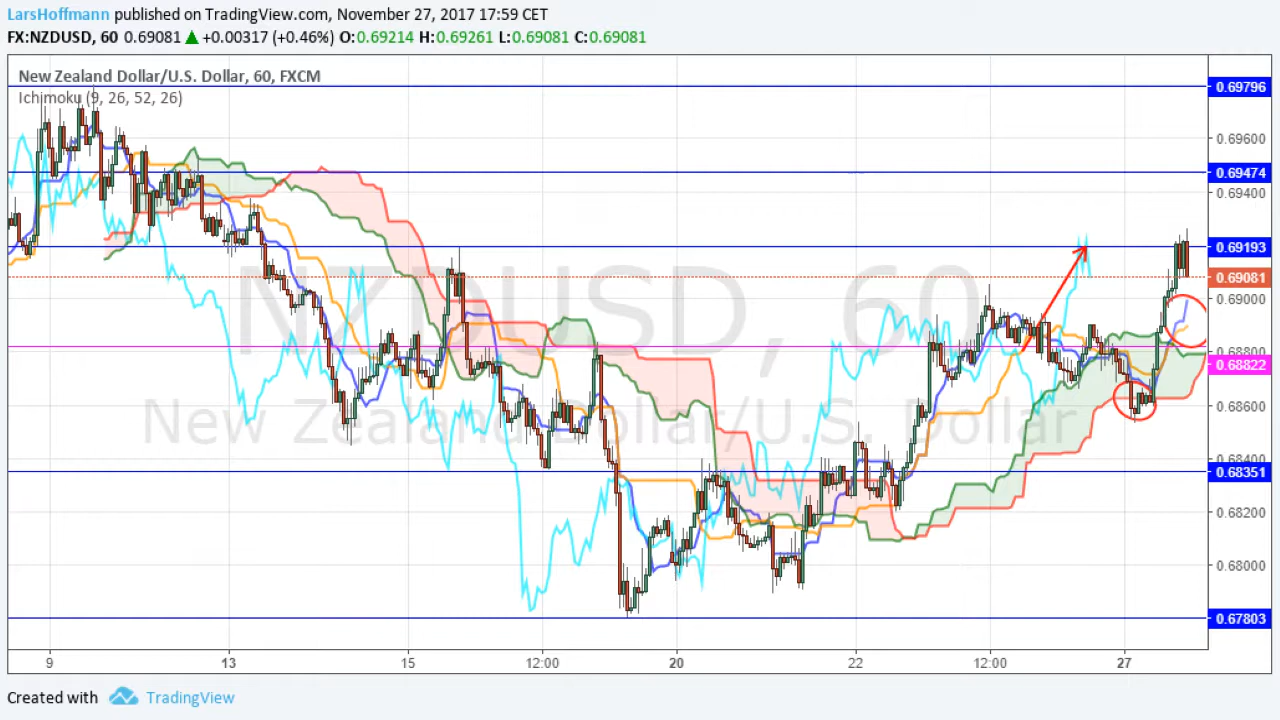 LarsHoffmann published on TradingView.com, November 27, 2017 17:59 CET
FX:NZDUSD, 60 0.69081 ▲ +0.00317 (+0.46%) O:0.69214 H:0.69261 L:0.69081 C:0.69081
New Zealand Dollar/U.S. Dollar, 60, FXCM
Ichimoku (9, 26, 52, 26)
NZDUSD, 60
New Zealand Dollar/U.S. Dollar
0.69796
0.69600
0.69474
0.69400
0.69193
0.69081
0.69000
0.68800
0.68822
0.68600
0.68400
0.68351
0.68200
0.68000
0.67803
9 13 15 12:00 20 22 12:00 27
Created with TradingView